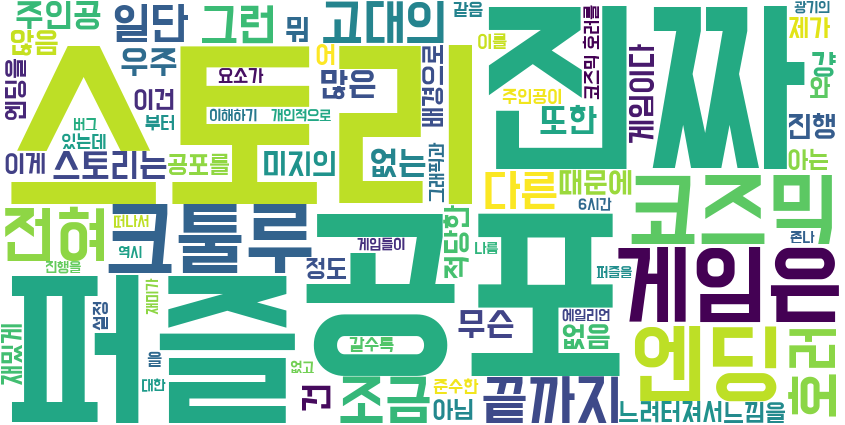 주인공
일단
그런
뭐
고대의
같음
진짜
광기의
제가
않음
우주
어
많은
이를
코즈믹 호러를
게임이다
걍
와
엔딩을
스토리
요소가
이건
부터
이해하기
개인적으로
배경으로
주인공이
또한
진행
버그
있는데
이게
스토리는
공포를
미지의
없는
그래픽과
아는
다른
때문에
6시간
코즈믹
전혀
떠나서
크툴루
역시
진행을
게임들이
정도
적당한
나름
존나
공포
퍼즐을
게임은
퍼즐
재미가
설정
에일리언
무슨
없음
엔딩
호러
재밌게
을
대한
갈수록
없고
건
조금
준수한
아님
끝까지
느려터져서
느낌을